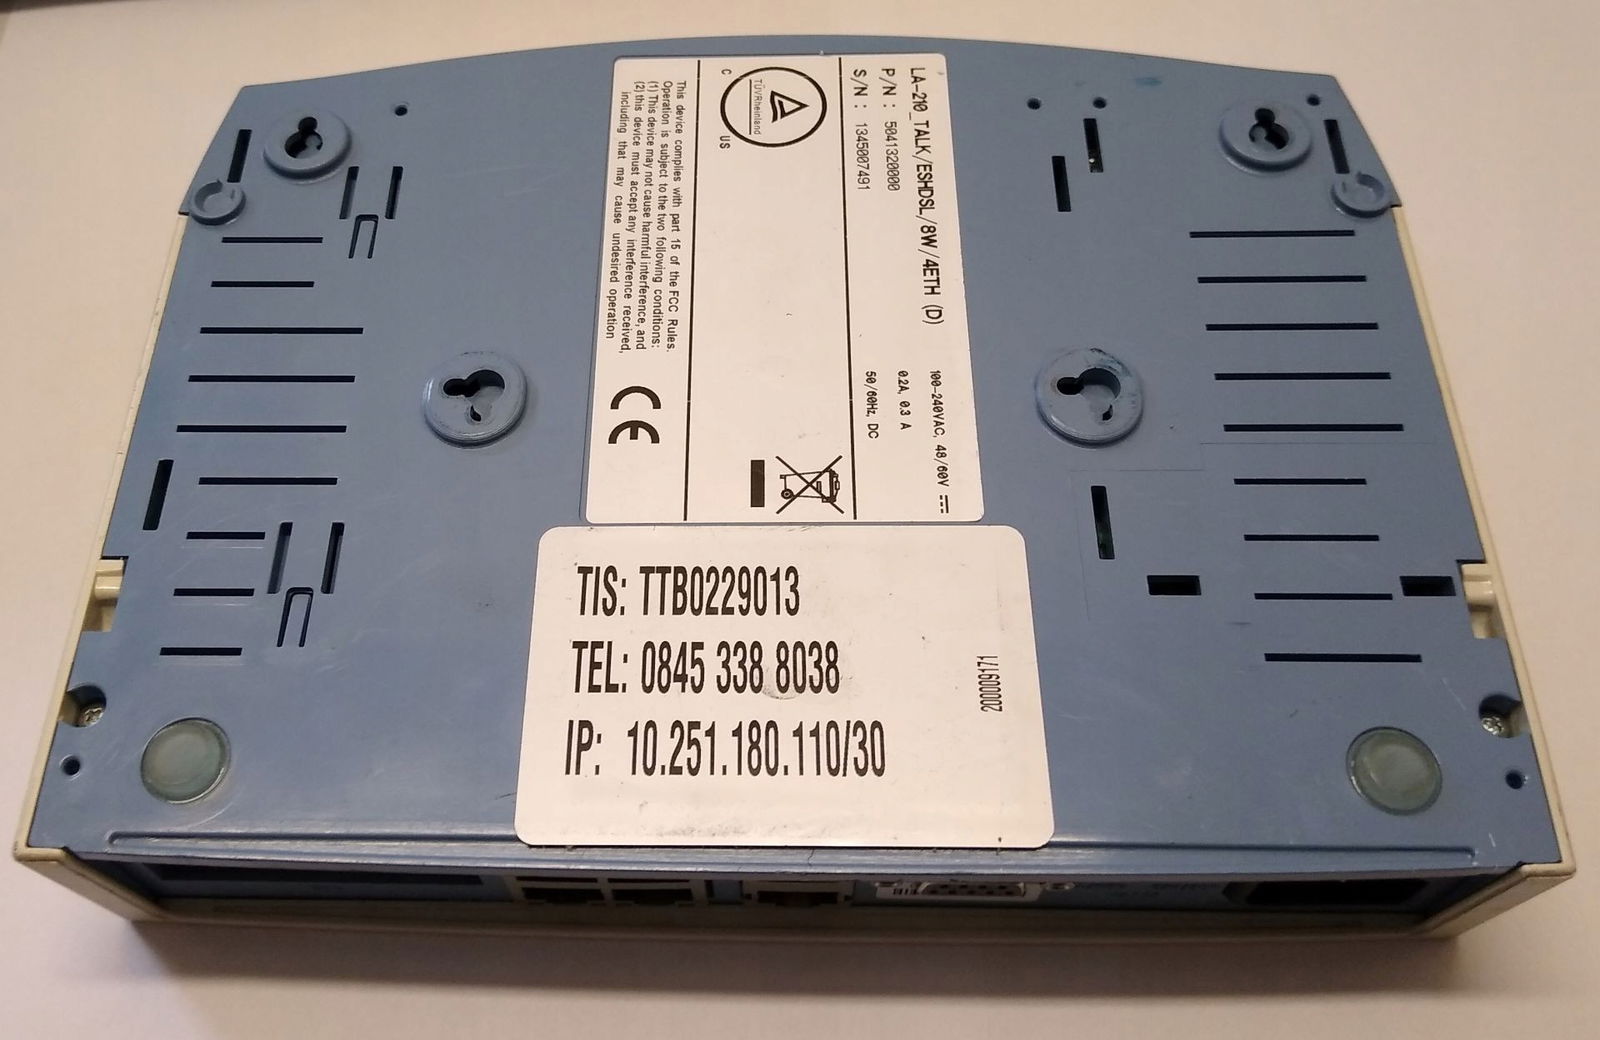 LA-210_TALK/ESHDSL/8W/4ETH (D)
P/N : 5041320000
S/N : 1345007491
100-240VAC, 48/60V
0.2A, 0.3 A
50/60Hz, DC
TÜVRheinland
C US
This device complies with part 15 of the FCC Rules.
Operation is subject to the two following conditions:
(1) This device may not cause harmful interference, and
(2) this device must accept any interference received,
including that may cause undesired operation
CE
TIS: TTB0229013
TEL: 0845 338 8038
IP: 10.251.180.110/30
200009171